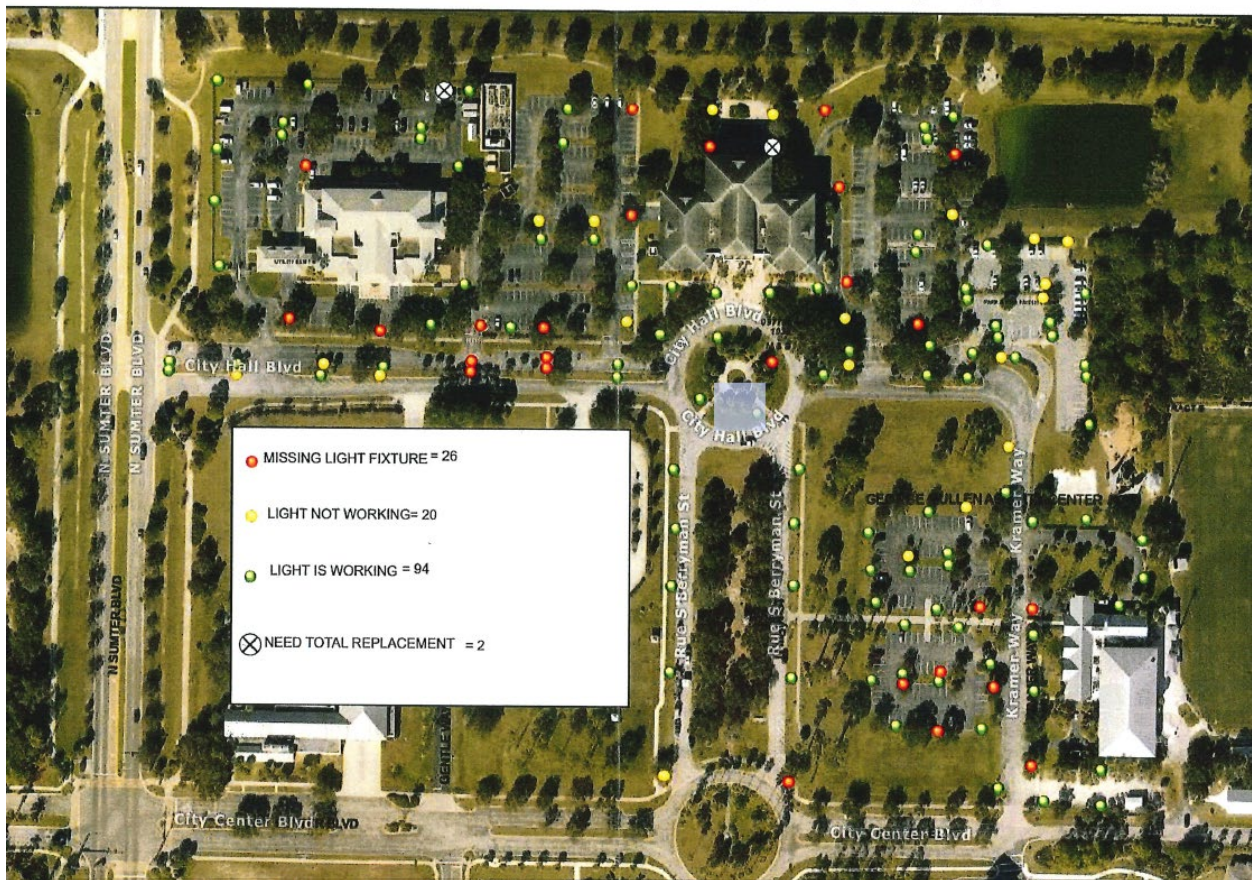 City Hall Blvd
City Hall Blvd
City Hall Blvd
N SUMTER BLVD
N SUMTER BLVD
N SUMTER BLVD
MISSING LIGHT FIXTURE = 26
LIGHT NOT WORKING= 20
LIGHT IS WORKING = 94
NEED TOTAL REPLACEMENT = 2
Rue S Berryman St
Rue S Berryman St
Kramer Way
Kramer Way
City Center Blvd
City Center Blvd